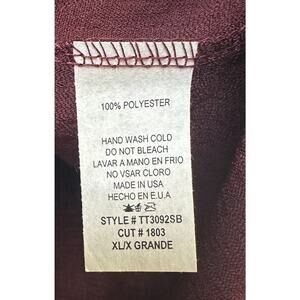 100% POLYESTER
HAND WASH COLD
DO NOT BLEACH
LAVAR A MANO EN FRIO
NO VSAR CLORO
MADE IN USA
HECHO EN E.U.A
STYLE # TT3092SB
CUT # 1803
XL/X GRANDE